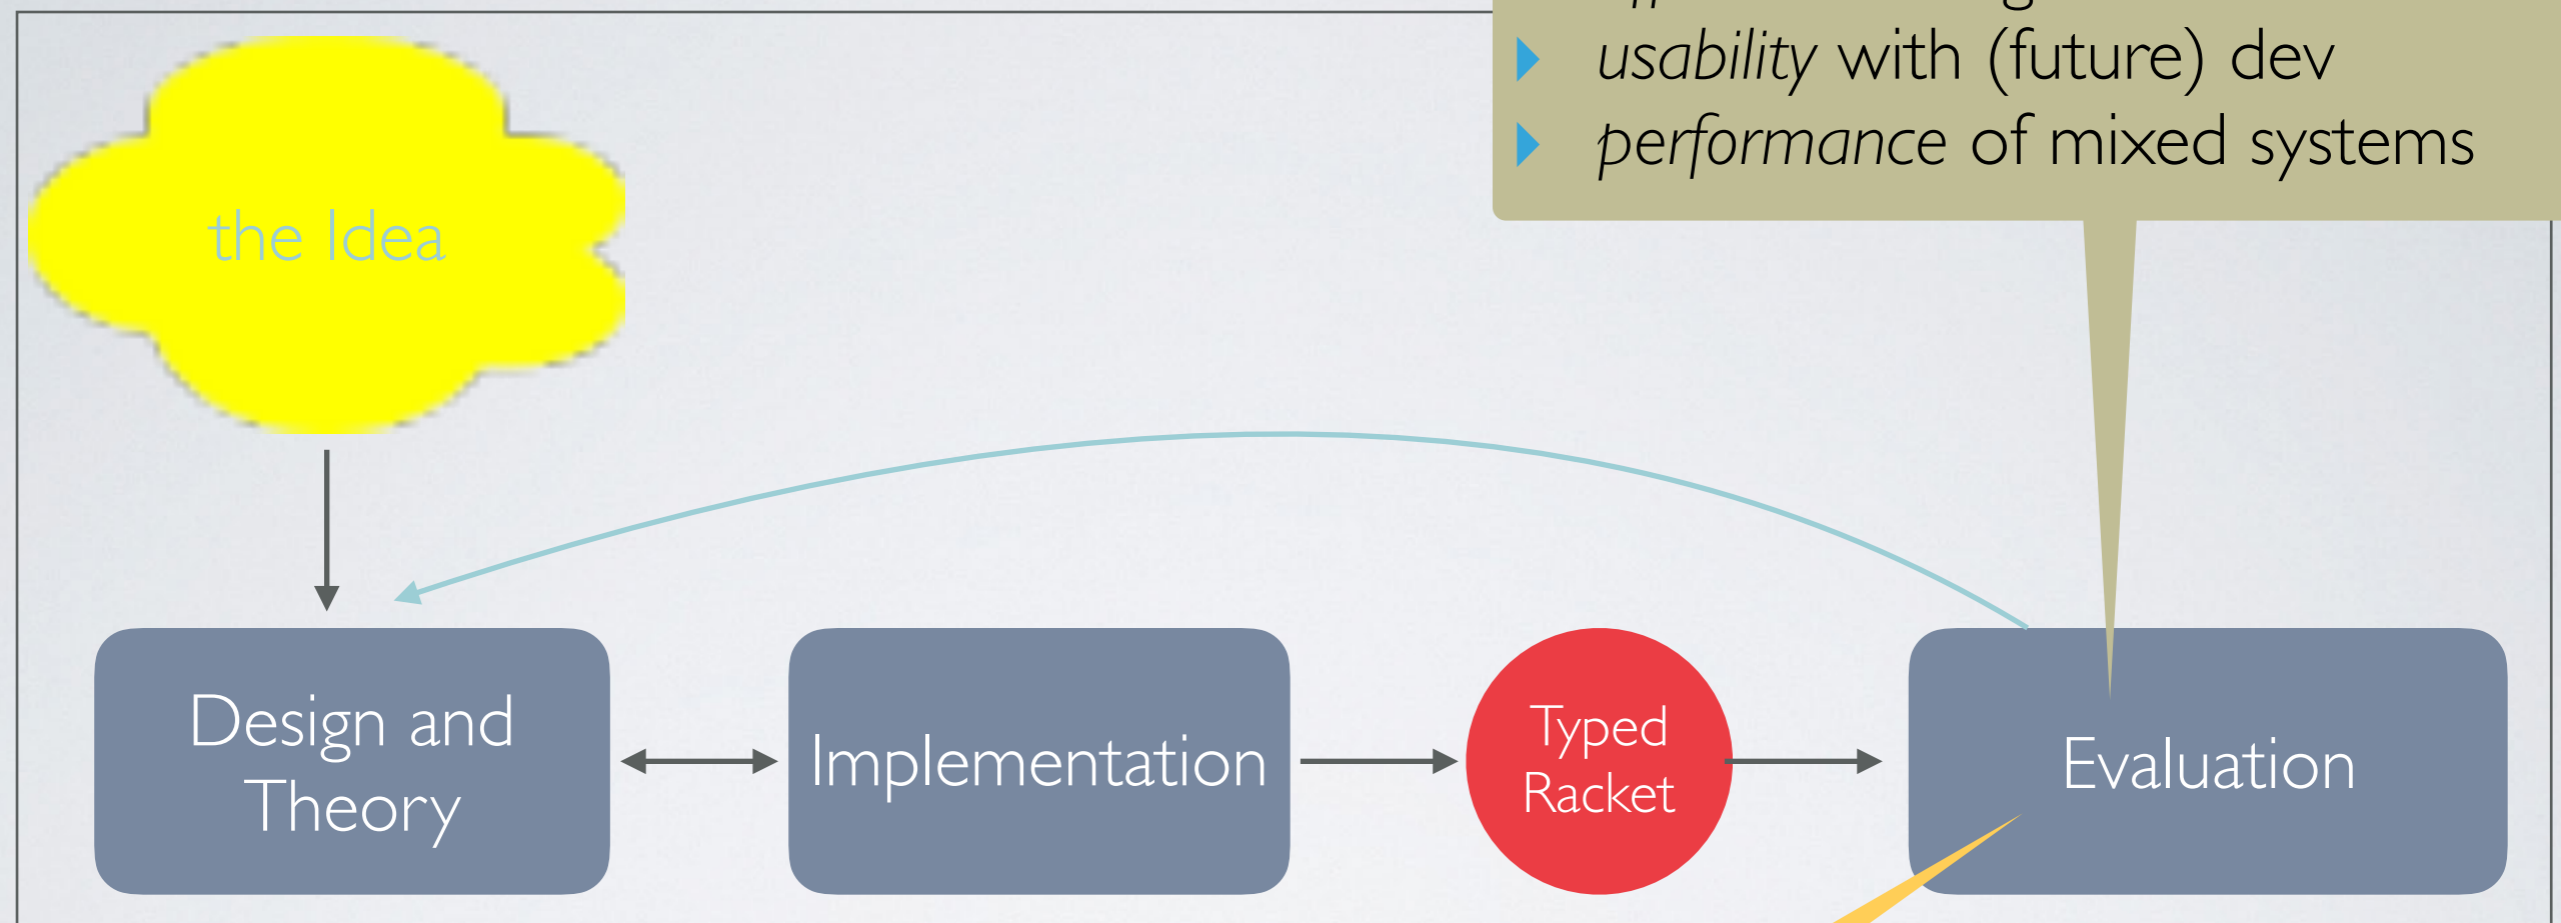 usability with (future) dev
performance of mixed systems
the Idea
Design and
Theory
Implementation
Typed
Racket
Evaluation